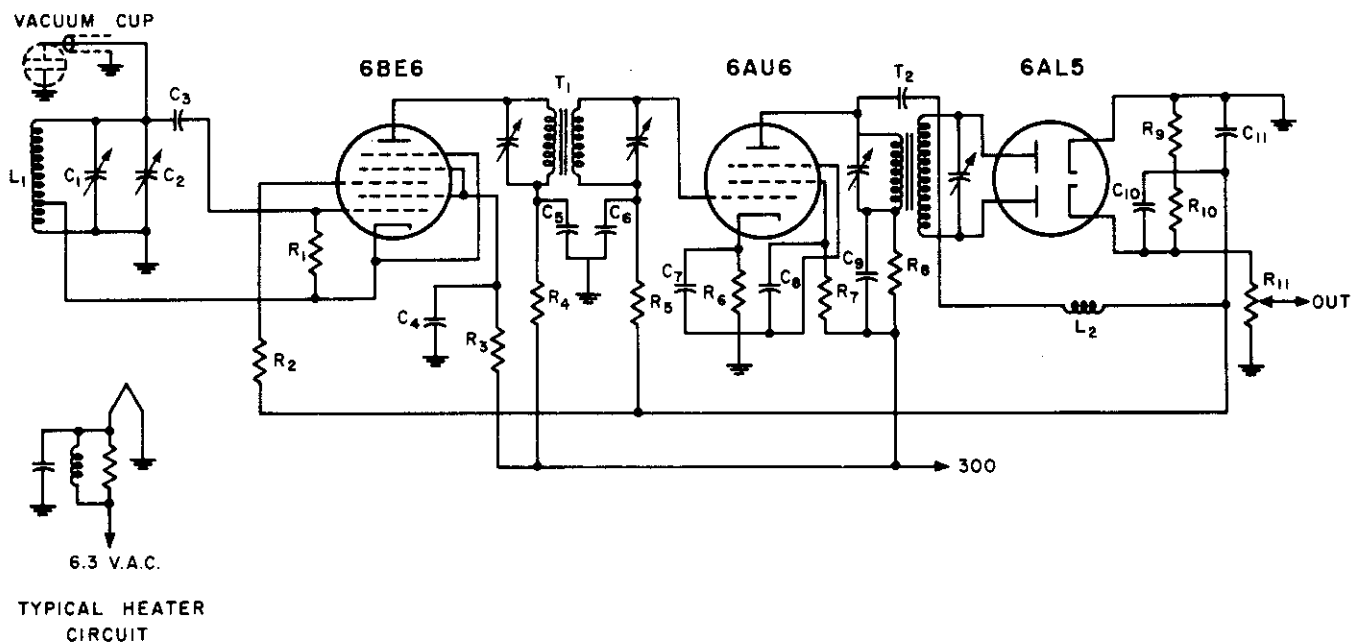 VACUUM CUP
6BE6
6AU6
T2
6AL5
T1
C3
R9
C11
L1
C1
C2
C10
R10
R1
C5
C6
C7
R6
C8
R7
C9
R8
R11
OUT
C4
R3
R4
R5
L2
R2
300
6.3 V.A.C.
TYPICAL HEATER
CIRCUIT